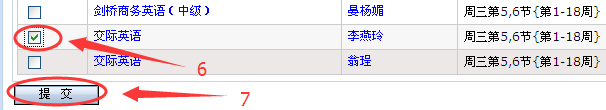 剑桥商务英语（中级） 晏杨媚 周三第5,6节{第1-18周}
交际英语 李燕玲 周三第5,6节{第1-18周}
交际英语 翁瑆 周三第5,6节{第1-18周}
6
提 交
7